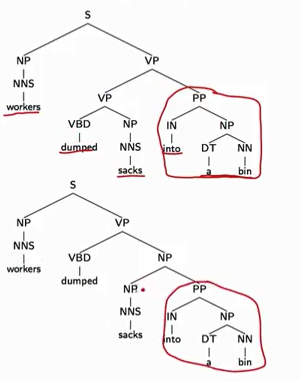 S
NP VP
NNS VP PP
workers VBD NP IN NP
dumped NNS into DT NN
sacks a bin
S
NP VP
NNS VBD NP
workers dumped NP PP
NNS IN NP
sacks into DT NN
a bin